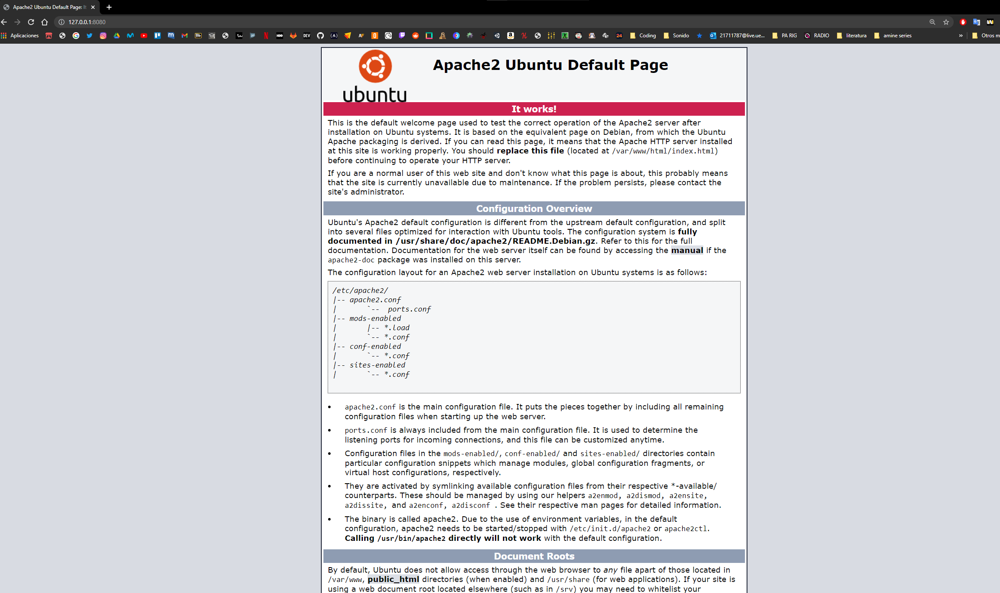 Apache2 Ubuntu Default Page: It
127.0.0.1:8080
Aplicaciones
Coding
Sonido
21711787@live.ue...
PA RIG
RADIO
literatura
amine series
»
Otros m
Apache2 Ubuntu Default Page
ubuntu
It works!
This is the default welcome page used to test the correct operation of the Apache2 server after
installation on Ubuntu systems. It is based on the equivalent page on Debian, from which the Ubuntu
Apache packaging is derived. If you can read this page, it means that the Apache HTTP server installed
at this site is working properly. You should replace this file (located at /var/www/html/index.html)
before continuing to operate your HTTP server.
If you are a normal user of this web site and don't know what this page is about, this probably means
that the site is currently unavailable due to maintenance. If the problem persists, please contact the
site's administrator.
Configuration Overview
Ubuntu's Apache2 default configuration is different from the upstream default configuration, and split
into several files optimized for interaction with Ubuntu tools. The configuration system is fully
documented in /usr/share/doc/apache2/README.Debian.gz. Refer to this for the full
documentation. Documentation for the web server itself can be found by accessing the manual if the
apache2-doc package was installed on this server.
The configuration layout for an Apache2 web server installation on Ubuntu systems is as follows:
/etc/apache2/
|-- apache2.conf
|       `--  ports.conf
|-- mods-enabled
|       |-- *.load
|       `-- *.conf
|-- conf-enabled
|       `-- *.conf
|-- sites-enabled
|       `-- *.conf
• apache2.conf is the main configuration file. It puts the pieces together by including all remaining
configuration files when starting up the web server.
• ports.conf is always included from the main configuration file. It is used to determine the
listening ports for incoming connections, and this file can be customized anytime.
• Configuration files in the mods-enabled/, conf-enabled/ and sites-enabled/ directories contain
particular configuration snippets which manage modules, global configuration fragments, or
virtual host configurations, respectively.
• They are activated by symlinking available configuration files from their respective *-available/
counterparts. These should be managed by using our helpers a2enmod, a2dismod, a2ensite,
a2dissite, and a2enconf, a2disconf . See their respective man pages for detailed information.
• The binary is called apache2. Due to the use of environment variables, in the default
configuration, apache2 needs to be started/stopped with /etc/init.d/apache2 or apache2ctl.
Calling /usr/bin/apache2 directly will not work with the default configuration.
Document Roots
By default, Ubuntu does not allow access through the web browser to any file apart of those located in
/var/www, public_html directories (when enabled) and /usr/share (for web applications). If your site is
using a web document root located elsewhere (such as in /srv) you may need to whitelist your